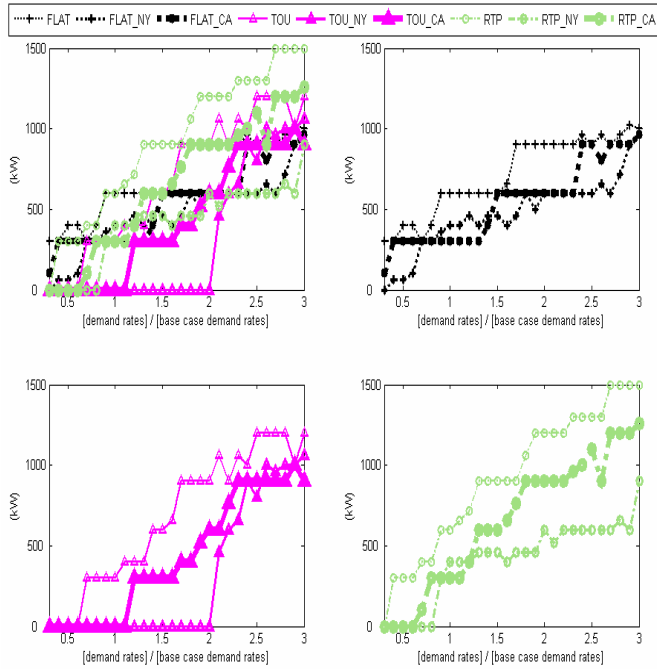 FLAT FLAT_NY FLAT_CA TOU TOU_NY TOU_CA RTP RTP_NY RTP_CA
1500
1000
500
0
(kW)
0.5 1 1.5 2 2.5 3
[demand rates] / [base case demand rates]
1500
1000
500
0
(kW)
0.5 1 1.5 2 2.5 3
[demand rates] / [base case demand rates]
1500
1000
500
0
(kW)
0.5 1 1.5 2 2.5 3
[demand rates] / [base case demand rates]
1500
1000
500
0
(kW)
0.5 1 1.5 2 2.5 3
[demand rates] / [base case demand rates]